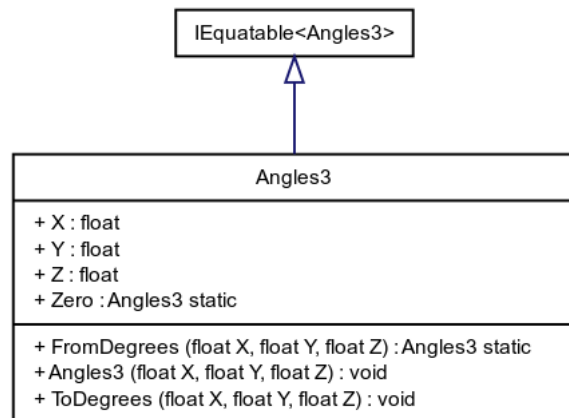 IEquatable<Angles3>
Angles3
+ X : float
+ Y : float
+ Z : float
+ Zero : Angles3 static
+ FromDegrees (float X, float Y, float Z) : Angles3 static
+ Angles3 (float X, float Y, float Z) : void
+ ToDegrees (float X, float Y, float Z) : void